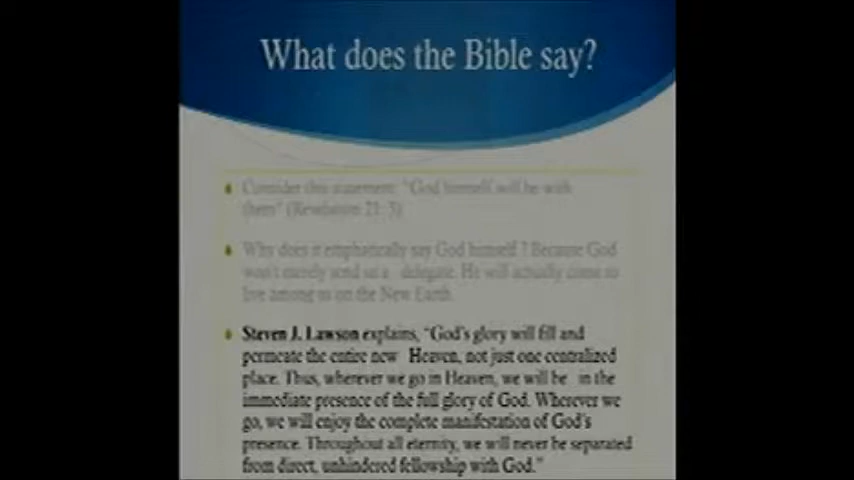 What does the Bible say?
Consider this statement: "God himself will be with
them" (Revelation 21: 3)
Why does it emphatically say God himself ? Because God
won't merely send us a delegate. He will actually come to
live among us on the New Earth.
Steven J. Lawson explains, "God's glory will fill and
permeate the entire new Heaven, not just one centralized
place. Thus, wherever we go in Heaven, we will be in the
immediate presence of the full glory of God. Wherever we
go, we will enjoy the complete manifestation of God's
presence. Throughout all eternity, we will never be separated
from direct, unhindered fellowship with God."